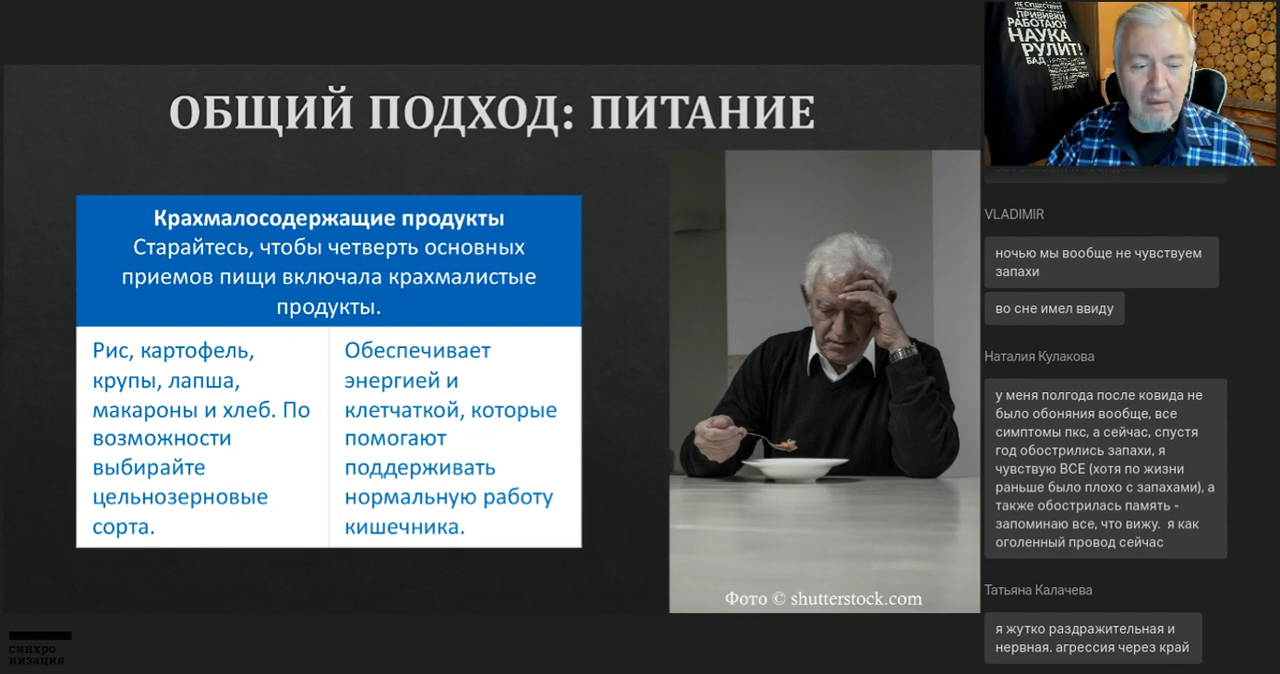 ОБЩИЙ ПОДХОД: ПИТАНИЕ
Крахмалосодержащие продукты
Старайтесь, чтобы четверть основных
приемов пищи включала крахмалистые
продукты.
Рис, картофель,
крупы, лапша,
макароны и хлеб. По
возможности
выбирайте
цельнозерновые
сорта.
Обеспечивает
энергией и
клетчаткой, которые
помогают
поддерживать
нормальную работу
кишечника.
Фото © shutterstock.com
синхро
низация
ПРИВИВКИ
РАБОТАЮТ
НАУКА
РУЛИТ!
БАД
VLADIMIR
ночью мы вообще не чувствуем
запахи
во сне имел ввиду
Наталия Кулакова
у меня полгода после ковида не
было обоняния вообще, все
симптомы пкс, а сейчас, спустя
год обострились запахи, я
чувствую ВСЕ (хотя по жизни
раньше было плохо с запахами), а
также обострилась память -
запоминаю все, что вижу. я как
оголенный провод сейчас
Татьяна Калачева
я жутко раздражительная и
нервная. агрессия через край